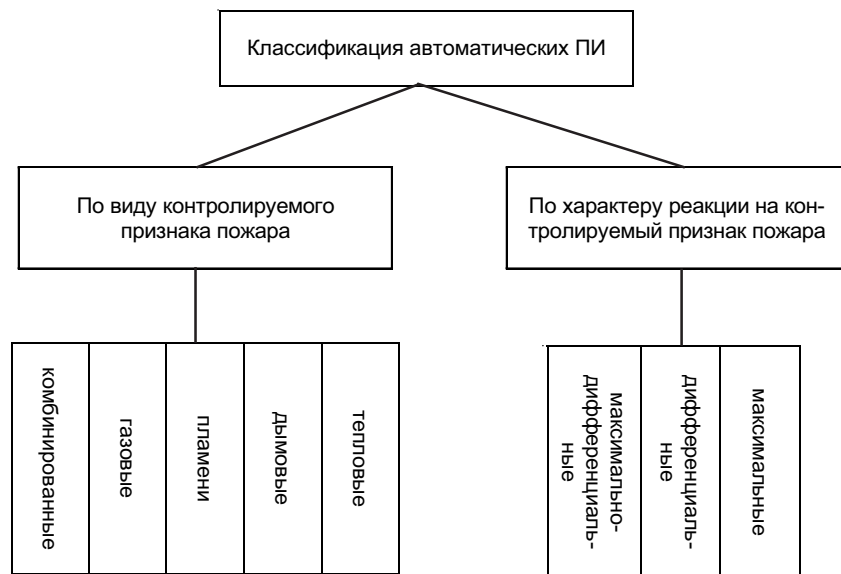 Классификация автоматических ПИ
По виду контролируемого
признака пожара
По характеру реакции на кон-
тролируемый признак пожара
комбинированные
газовые
пламени
дымовые
тепловые
максимально-
дифференциаль-
ные
дифференциаль-
ные
максимальные